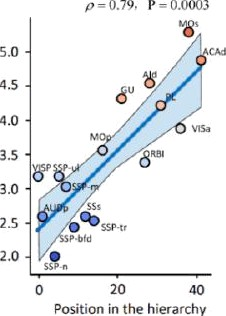 ρ = 0.79, P = 0.0003
MOs
ACAd
5.0
AId
4.5
GU
PL
4.0
VISa
MOp
3.5
ORBl
VISP SSP-ul
SSP-m
3.0
AUDp
SSs
2.5
SSP-tr
SSP-bfd
2.0
SSP-n
0 20 40
Position in the hierarchy